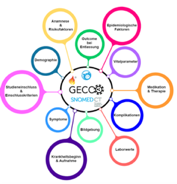 Anamnese
& Risikofaktoren
Outcome
bei
Entlassung
Epidemiologische
Faktoren
Demographie
Vitalparameter
Studieneinschluss &
Einschlusskriterien
GECCO
SNOMED CT
Medikation
& Therapie
Symptome
Komplikationen
Bildgebung
Krankheitsbeginn
& Aufnahme
Laborwerte